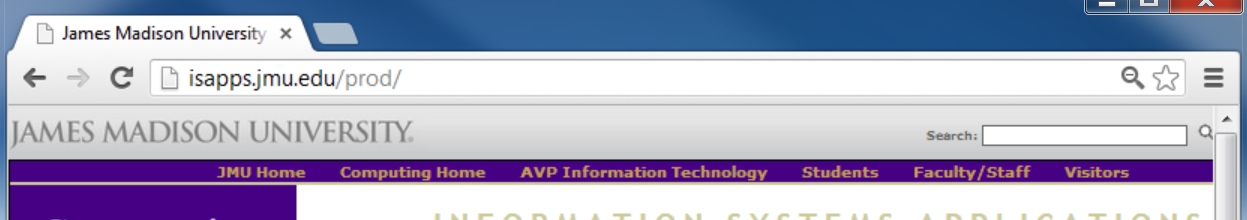 James Madison University
isapps.jmu.edu/prod/
JAMES MADISON UNIVERSITY.
Search:
JMU Home Computing Home AVP Information Technology Students Faculty/Staff Visitors
INFORMATION SYSTEMS APPLICATIONS